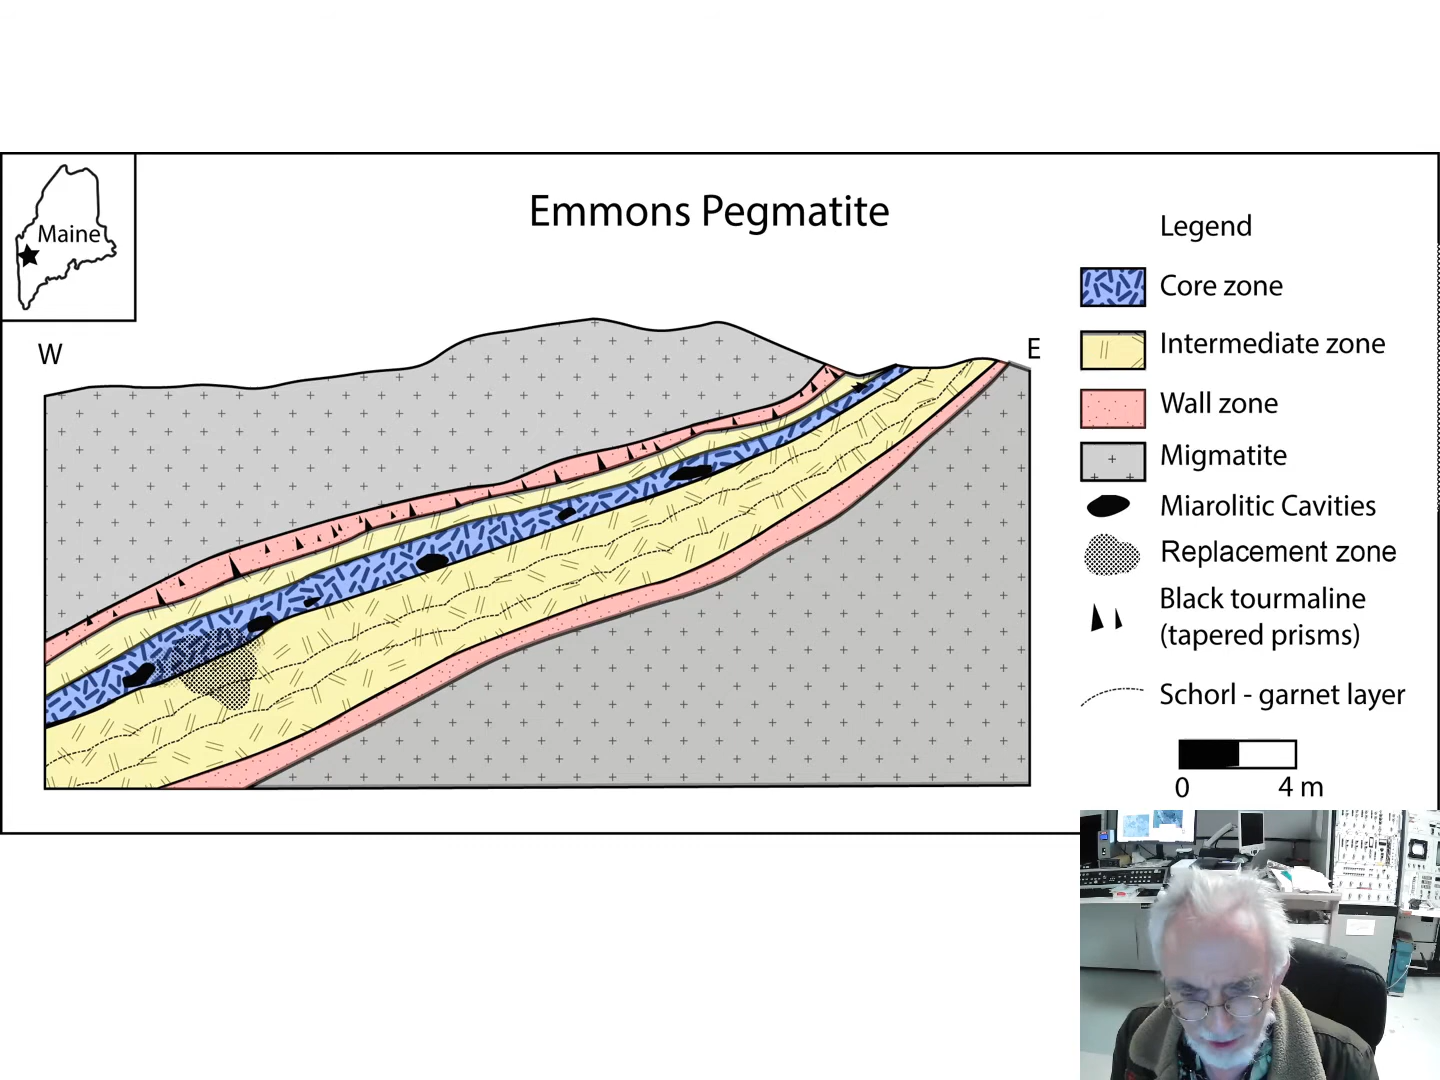 Emmons Pegmatite
Maine
W
E
Legend
Core zone
Intermediate zone
Wall zone
Migmatite
Miarolitic Cavities
Replacement zone
Black tourmaline
(tapered prisms)
Schorl - garnet layer
0 4 m